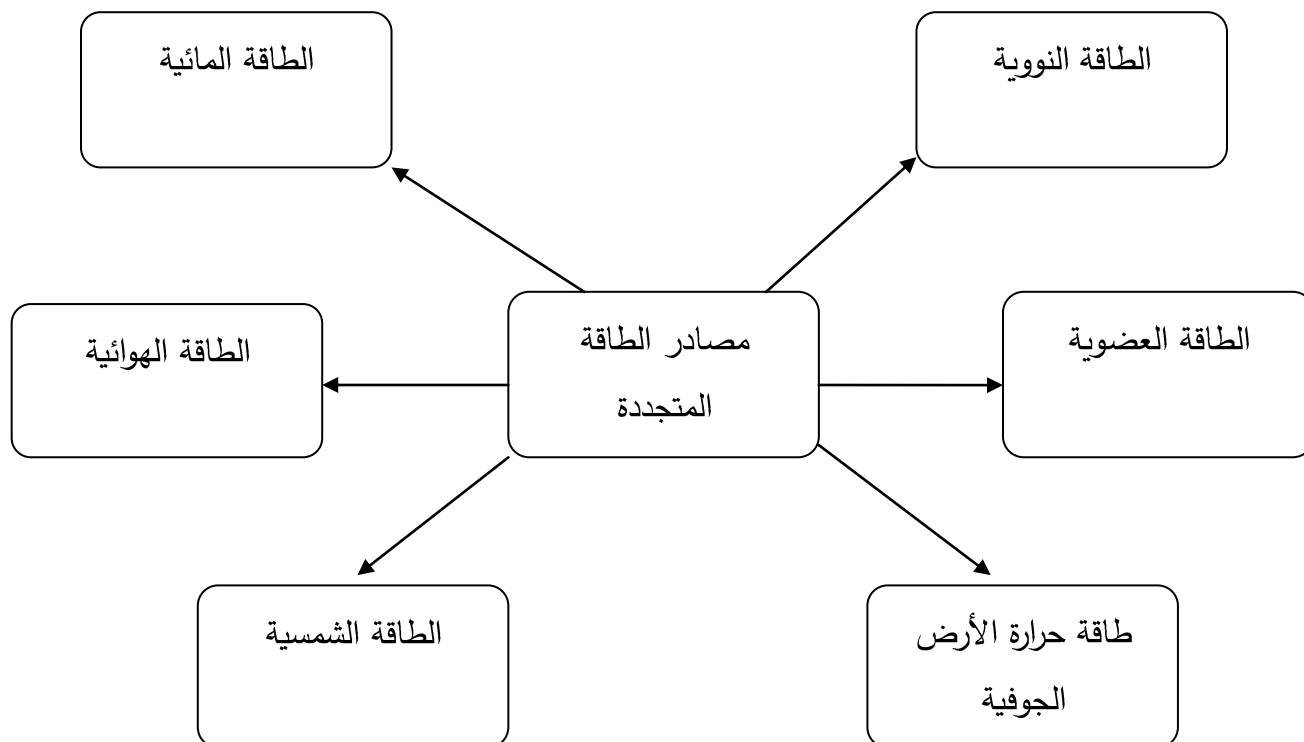 الطاقة النووية
الطاقة المائية
الطاقة العضوية
مصادر الطاقة
المتجددة
الطاقة الهوائية
طاقة حرارة الأرض
الجوفية
الطاقة الشمسية